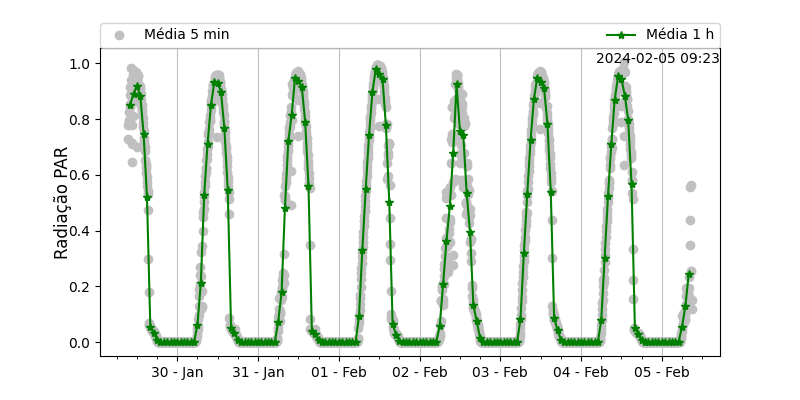 Média 5 min
Média 1 h
2024-02-05 09:23
Radiação PAR
1.0
0.8
0.6
0.4
0.2
0.0
30 - Jan
31 - Jan
01 - Feb
02 - Feb
03 - Feb
04 - Feb
05 - Feb